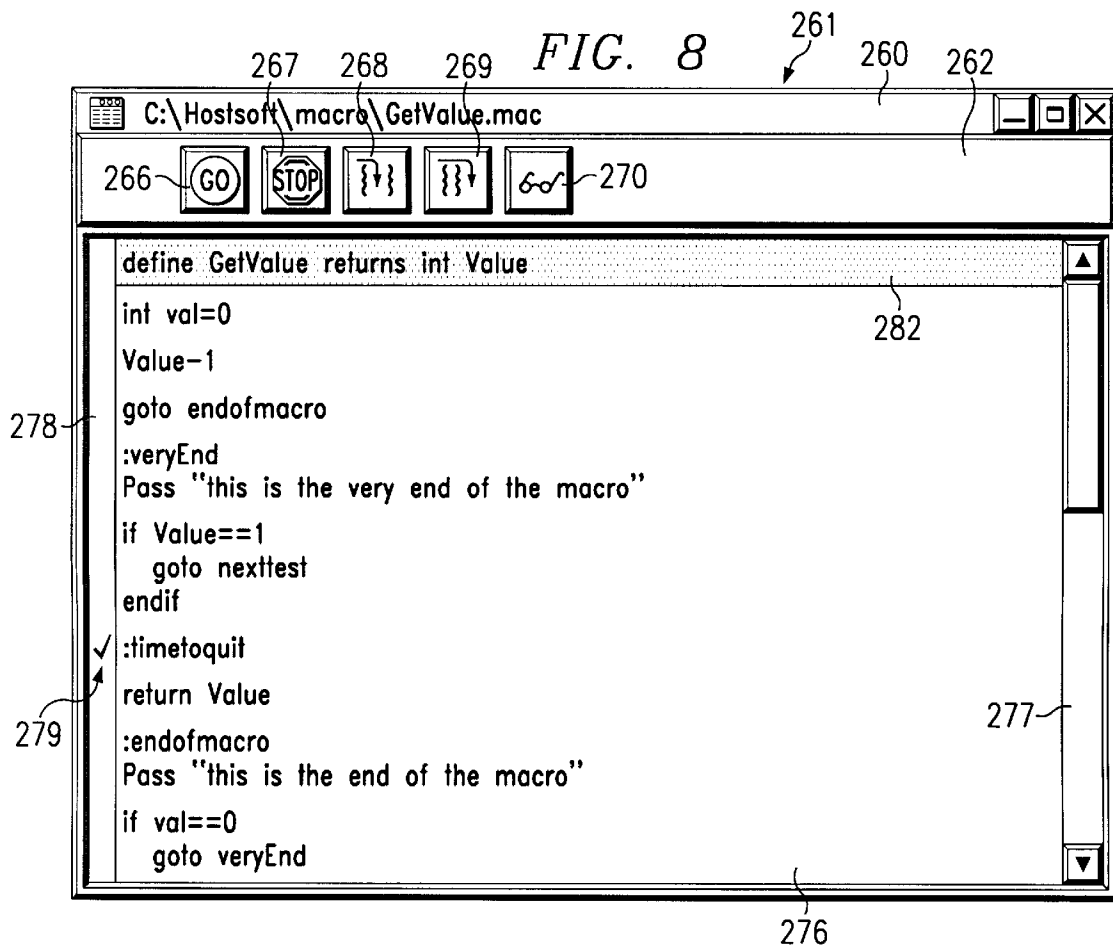 FIG. 8
261
267 268 269 260 262
C:\Hostsoft\macro\GetValue.mac
266 GO STOP 270
define GetValue returns int Value
282
int val=0
Value-1
goto endofmacro
278
:veryEnd
Pass "this is the very end of the macro"
if Value==1
goto nexttest
endif
:timetoquit
279
return Value
277
:endofmacro
Pass "this is the end of the macro"
if val==0
goto veryEnd
276